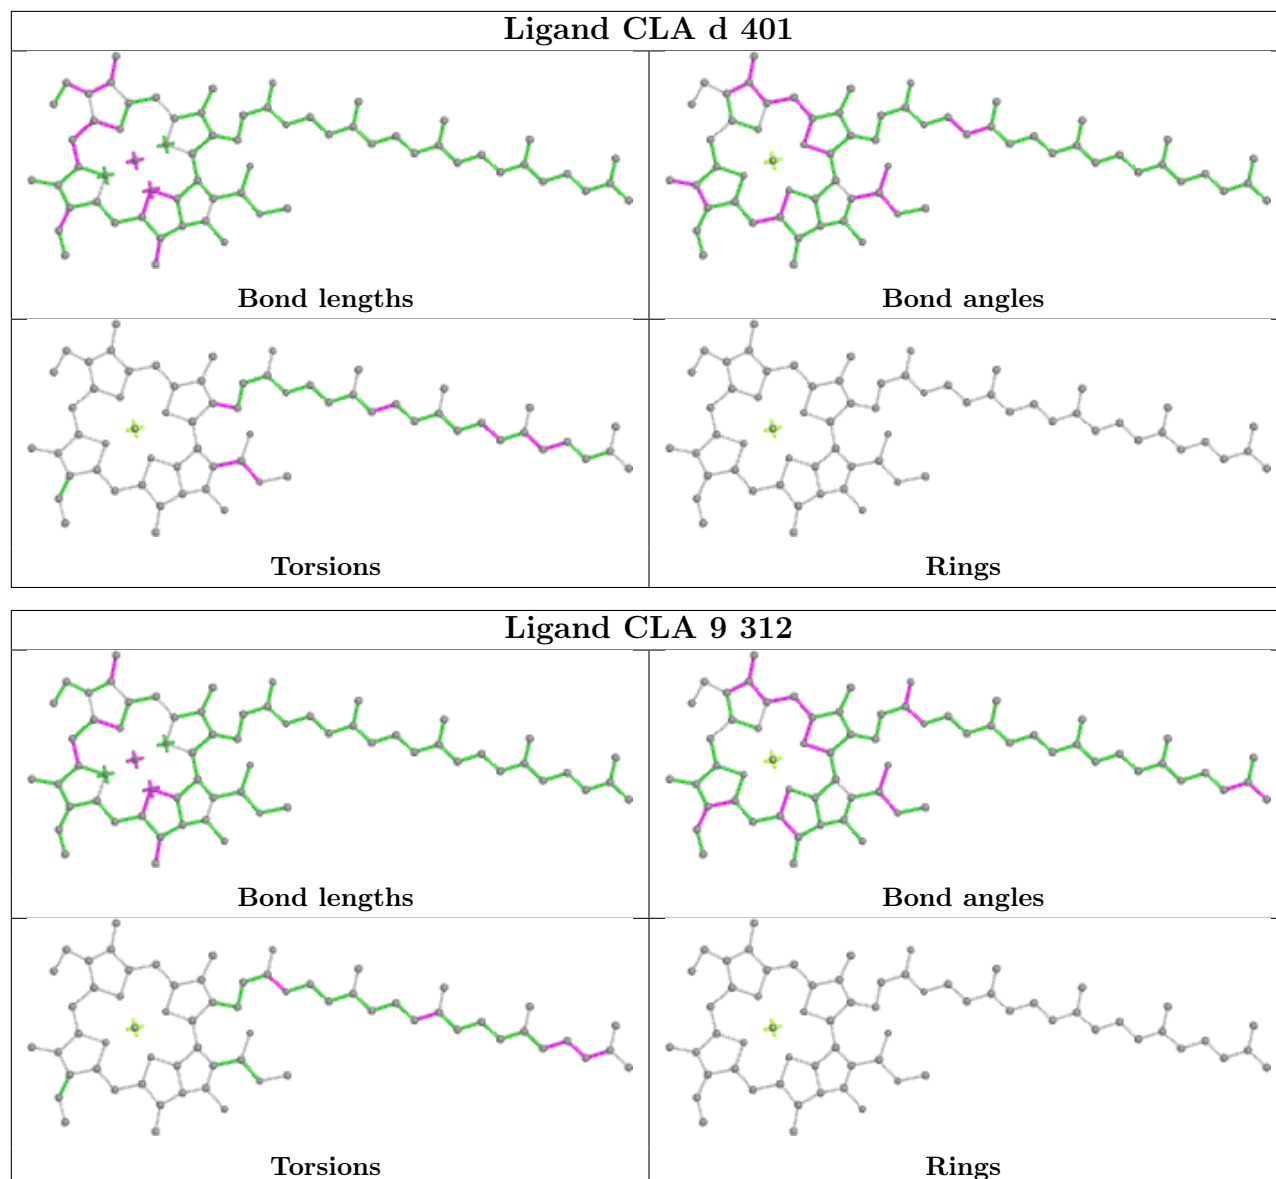 Ligand CLA d 401
Bond lengths
Bond angles
Torsions
Rings
Ligand CLA 9 312
Bond lengths
Bond angles
Torsions
Rings